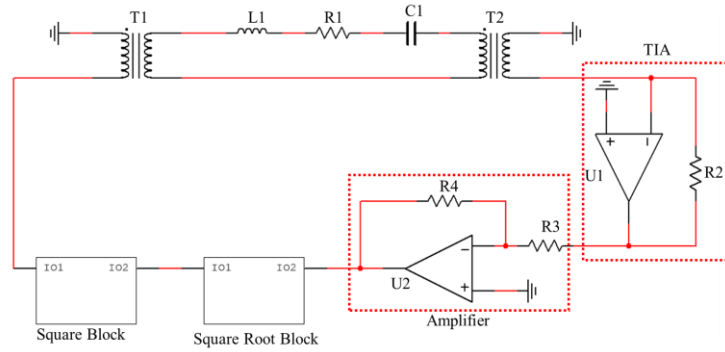 T1
L1
R1
C1
T2
TIA
+
−
U1
R2
R4
R3
−
+
U2
Amplifier
IO1 IO2
IO1 IO2
Square Block
Square Root Block